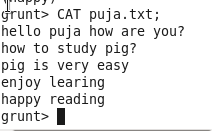 grunt> CAT puja.txt;
hello puja how are you?
how to study pig?
pig is very easy
enjoy learing
happy reading
grunt>